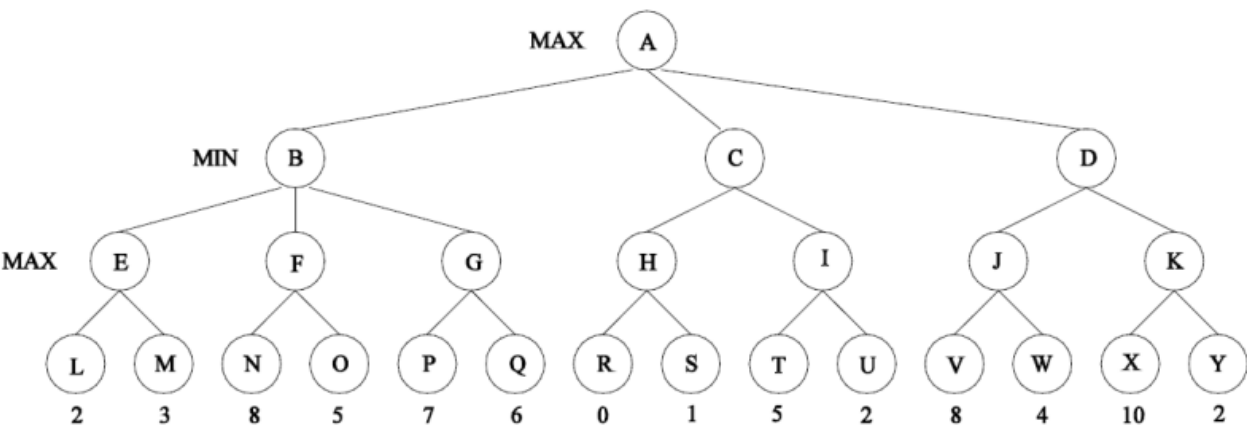 MAX A
MIN B C D
MAX E F G H I J K
L M N O P Q R S T U V W X Y
2 3 8 5 7 6 0 1 5 2 8 4 10 2